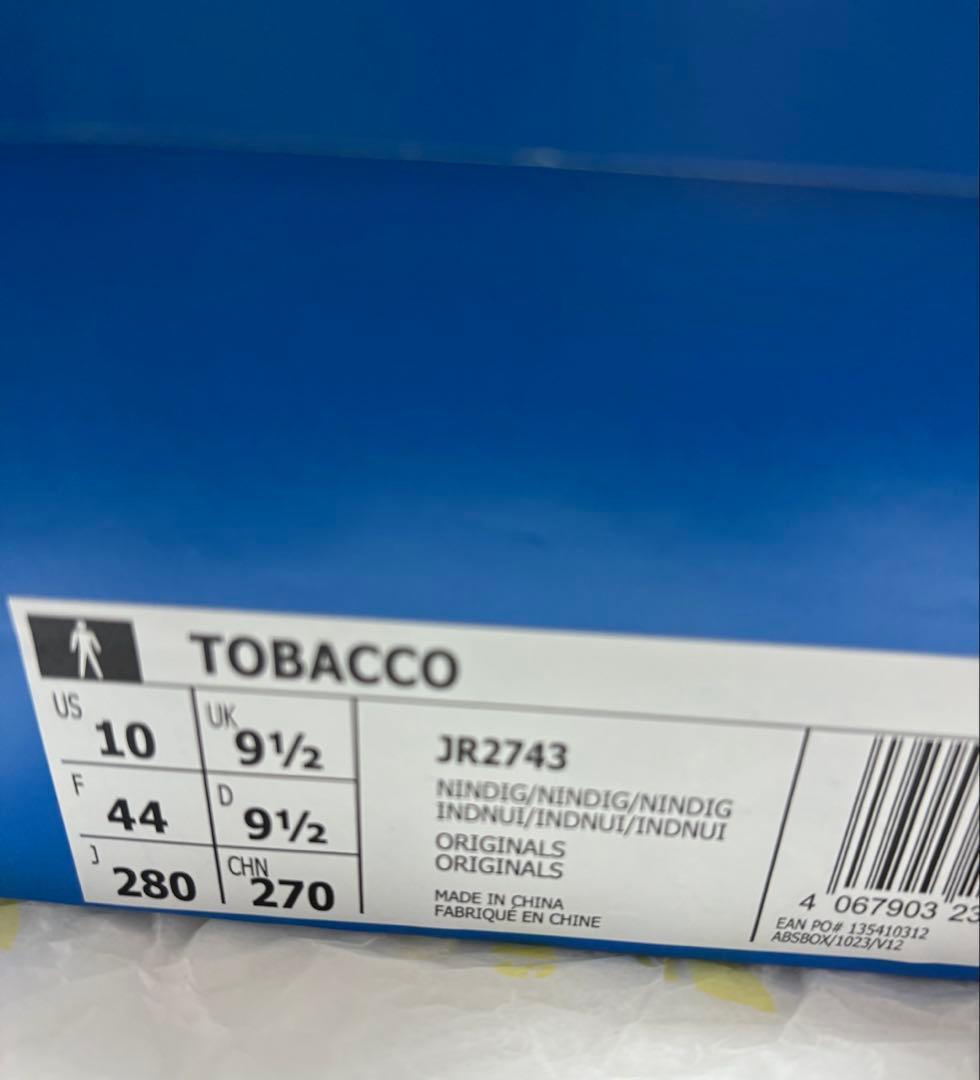 TOBACCO
US 10 UK 9½
F 44 D 9½
J 280 CHN 270
JR2743
NINDIG/NINDIG/NINDIG
INDNUI/INDNUI/INDNUI
ORIGINALS
ORIGINALS
MADE IN CHINA
FABRIQUÉ EN CHINE
4 067903 23
EAN PO# 135410312
ABSBOX/1023/V12